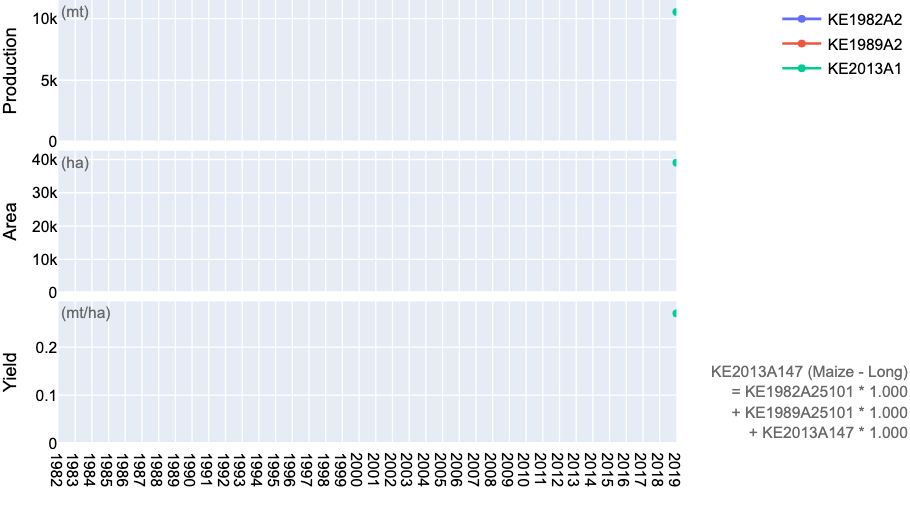 Production
(mt)
10k
5k
0
Area
(ha)
40k
30k
20k
10k
0
Yield
(mt/ha)
0.2
0.1
0
1982
1983
1984
1985
1986
1987
1988
1989
1990
1991
1992
1993
1994
1995
1996
1997
1998
1999
2000
2001
2002
2003
2004
2005
2006
2007
2008
2009
2010
2011
2012
2013
2014
2015
2016
2017
2018
2019
KE1982A2
KE1989A2
KE2013A1
KE2013A147 (Maize - Long)
= KE1982A25101 * 1.000
+ KE1989A25101 * 1.000
+ KE2013A147 * 1.000